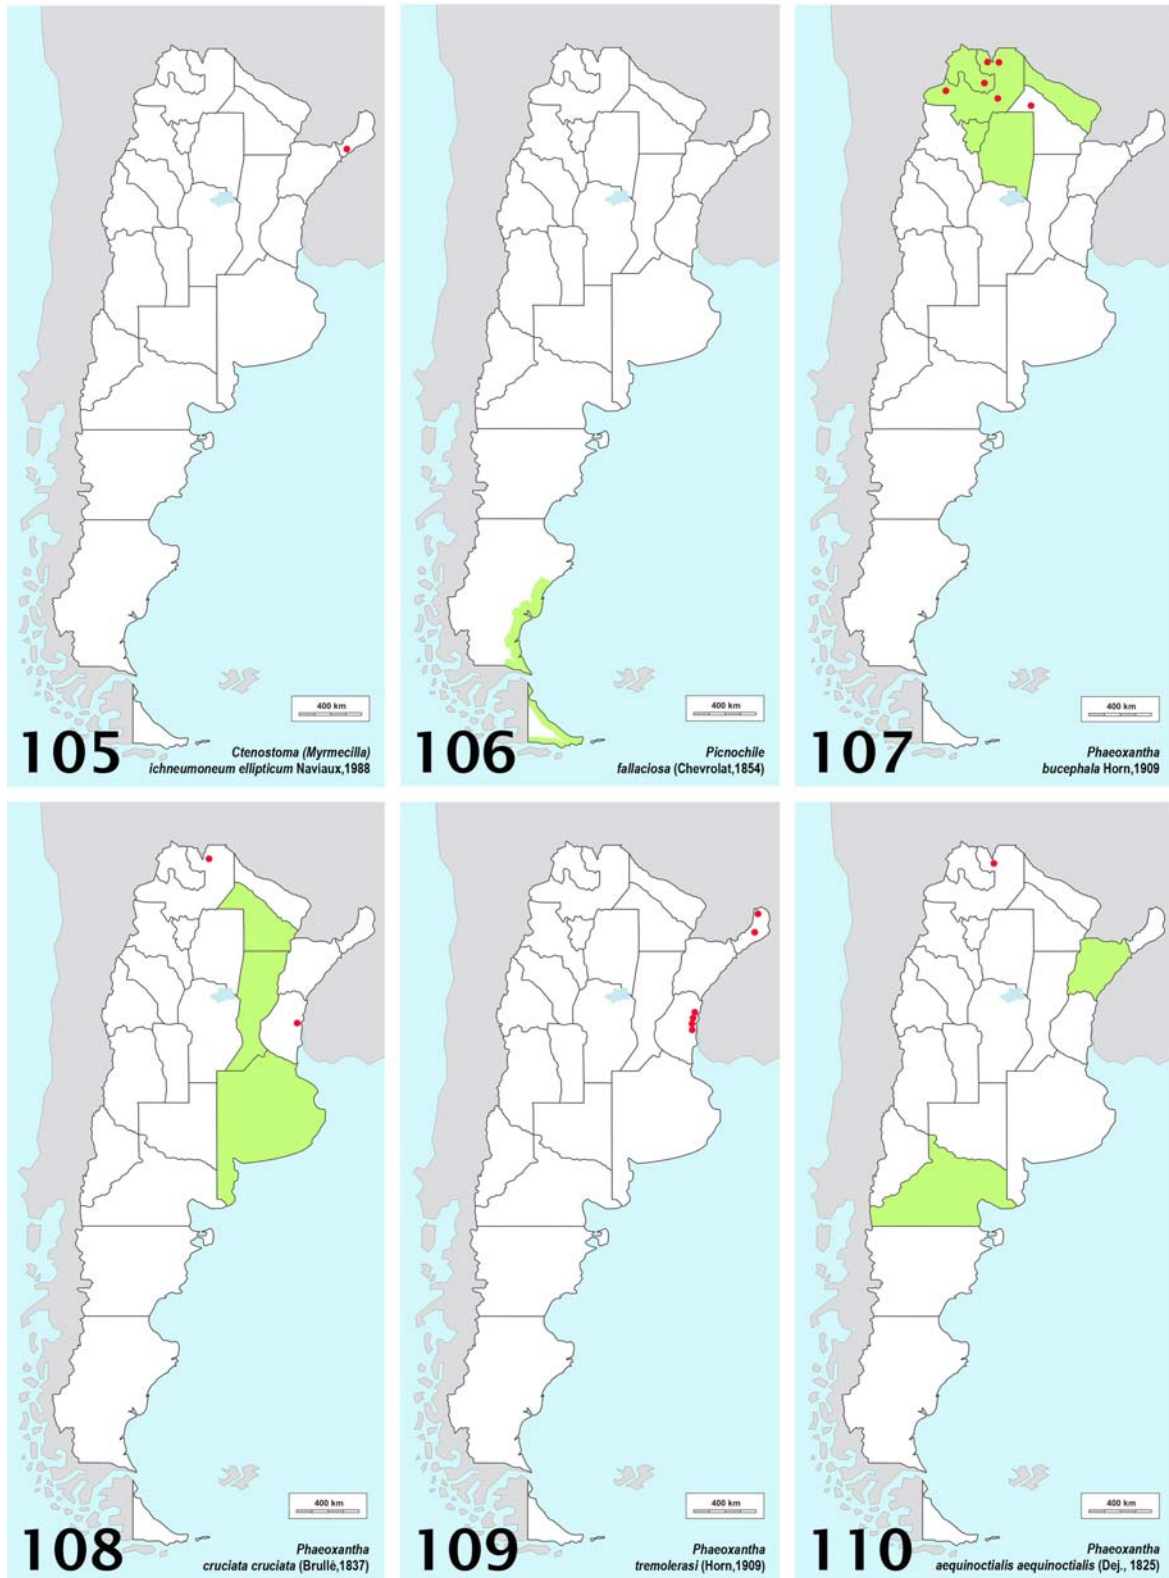 400 km
105
Ctenostoma (Myrmecilla)
ichneumoneum ellipticum Naviaux,1988
400 km
106
Picnochile
fallaciosa (Chevrolat,1854)
400 km
107
Phaeoxantha
bucephala Horn,1909
400 km
108
Phaeoxantha
cruciata cruciata (Brullé,1837)
400 km
109
Phaeoxantha
tremolerasi (Horn,1909)
400 km
110
Phaeoxantha
aequinoctialis aequinoctialis (Dej., 1825)